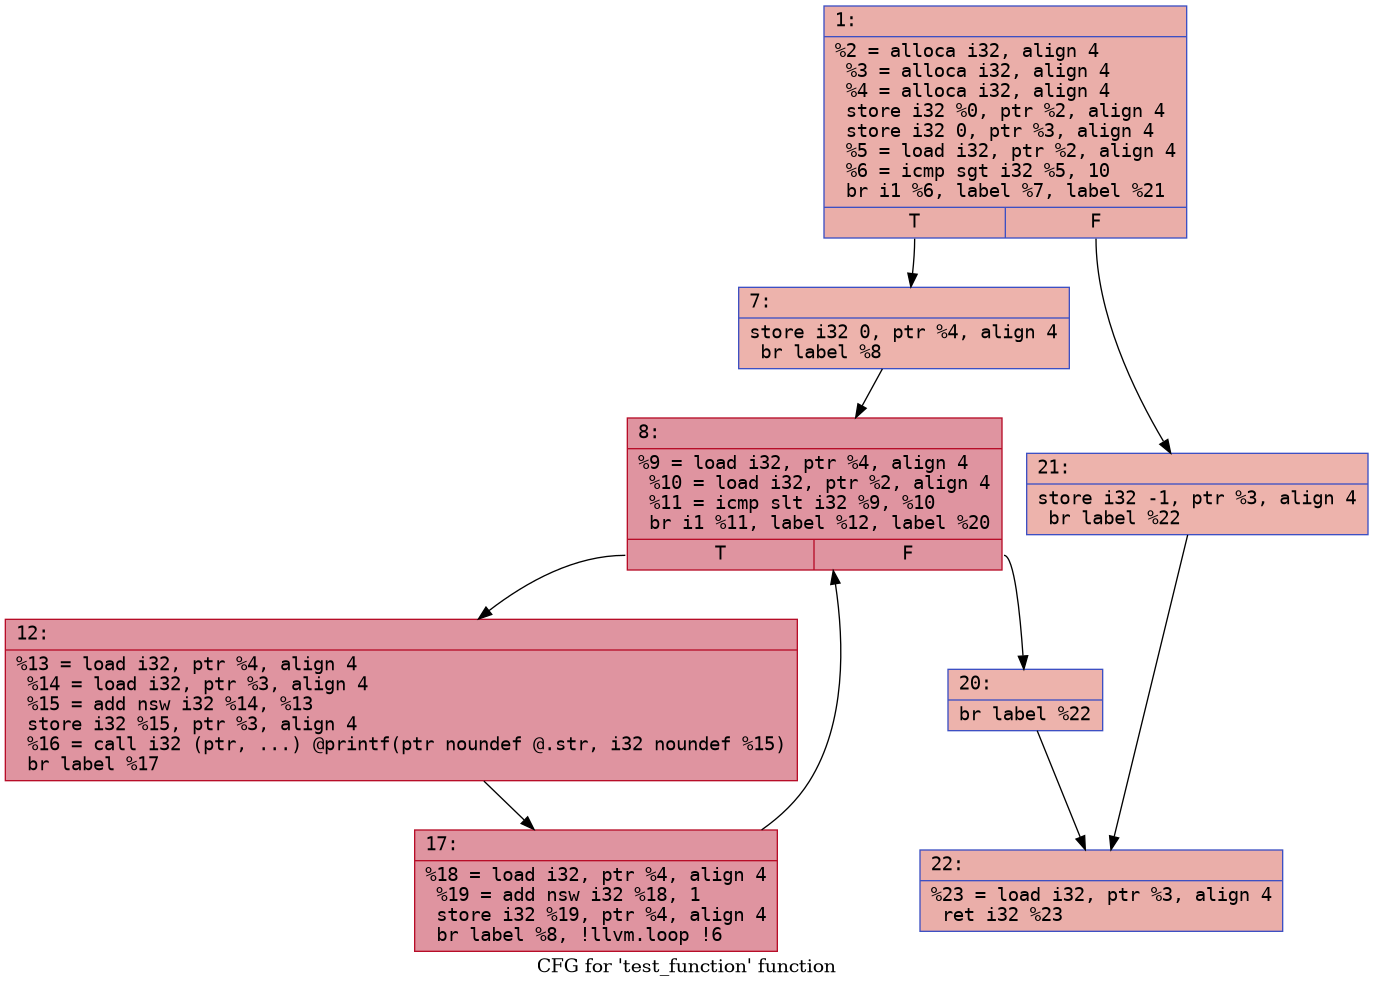 1:
%2 = alloca i32, align 4
%3 = alloca i32, align 4
%4 = alloca i32, align 4
store i32 %0, ptr %2, align 4
store i32 0, ptr %3, align 4
%5 = load i32, ptr %2, align 4
%6 = icmp sgt i32 %5, 10
br i1 %6, label %7, label %21
T F
7:
store i32 0, ptr %4, align 4
br label %8
8:
%9 = load i32, ptr %4, align 4
%10 = load i32, ptr %2, align 4
%11 = icmp slt i32 %9, %10
br i1 %11, label %12, label %20
T F
21:
store i32 -1, ptr %3, align 4
br label %22
12:
%13 = load i32, ptr %4, align 4
%14 = load i32, ptr %3, align 4
%15 = add nsw i32 %14, %13
store i32 %15, ptr %3, align 4
%16 = call i32 (ptr, ...) @printf(ptr noundef @.str, i32 noundef %15)
br label %17
20:
br label %22
17:
%18 = load i32, ptr %4, align 4
%19 = add nsw i32 %18, 1
store i32 %19, ptr %4, align 4
br label %8, !llvm.loop !6
22:
%23 = load i32, ptr %3, align 4
ret i32 %23
CFG for 'test_function' function